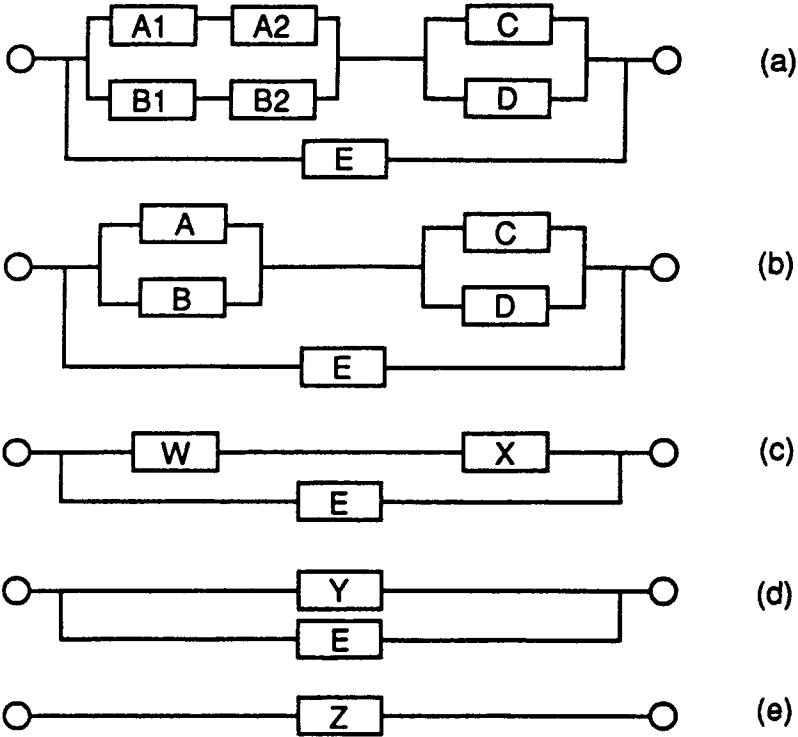 A1 A2 C
(a)
B1 B2 D
E
A C
(b)
B D
E
W X (c)
E
Y (d)
E
Z (e)